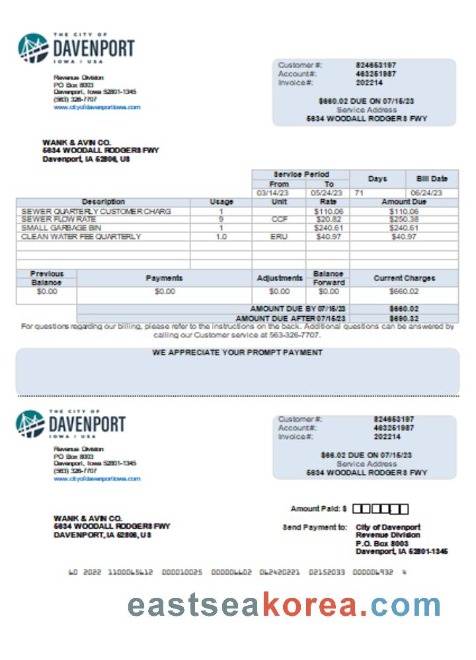 THE CITY OF
DAVENPORT
IOWA | USA
Revenue Division
PO Box 8003
Davenport, Iowa 52801-1345
(563) 326-7707
www.cityofdavenportiowa.com
Customer #: 824653197
Account#: 463251987
Invoice#: 202214
$660.02 DUE ON 07/15/23
Service Address
5634 WOODALL RODGERS FWY
WANK & AVIN CO.
5634 WOODALL RODGERS FWY
Davenport, IA 52806, US
Service Period Days Bill Date
From To
03/14/23 05/24/23 71 06/24/23
Description Usage Unit Rate Amount Due
SEWER QUARTERLY CUSTOMER CHARG 1 $110.06 $110.06
SEWER FLOW RATE 9 CCF $20.82 $250.38
SMALL GARBAGE BIN 1 $240.61 $240.61
CLEAN WATER FEE QUARTERLY 1.0 ERU $40.97 $40.97
Previous Balance Payments Adjustments Balance Forward Current Charges
$0.00 $0.00 $0.00 $0.00 $660.02
AMOUNT DUE BY 07/15/23 $660.02
AMOUNT DUE AFTER 07/15/23 $690.32
For questions regarding our billing, please refer to the instructions on the back. Additional questions can be answered by
calling our Customer service at 563-326-7707.
WE APPRECIATE YOUR PROMPT PAYMENT
THE CITY OF
DAVENPORT
IOWA | USA
Revenue Division
PO Box 8003
Davenport, Iowa 52801-1345
(563) 326-7707
www.cityofdavenportiowa.com
Customer #: 824653197
Account#: 463251987
Invoice#: 202214
$66.02 DUE ON 07/15/23
Service Address
5634 WOODALL RODGERS FWY
Amount Paid: $
WANK & AVIN CO.
5634 WOODALL RODGERS FWY
DAVENPORT, IA 52806, US
Send Payment to: City of Davenport
Revenue Division
P.O. Box 8003
Davenport, IA 52801-1345
60 2022 1100065612 000010025 000006602 062420221 02152033 000006932 4
eastseakorea.com